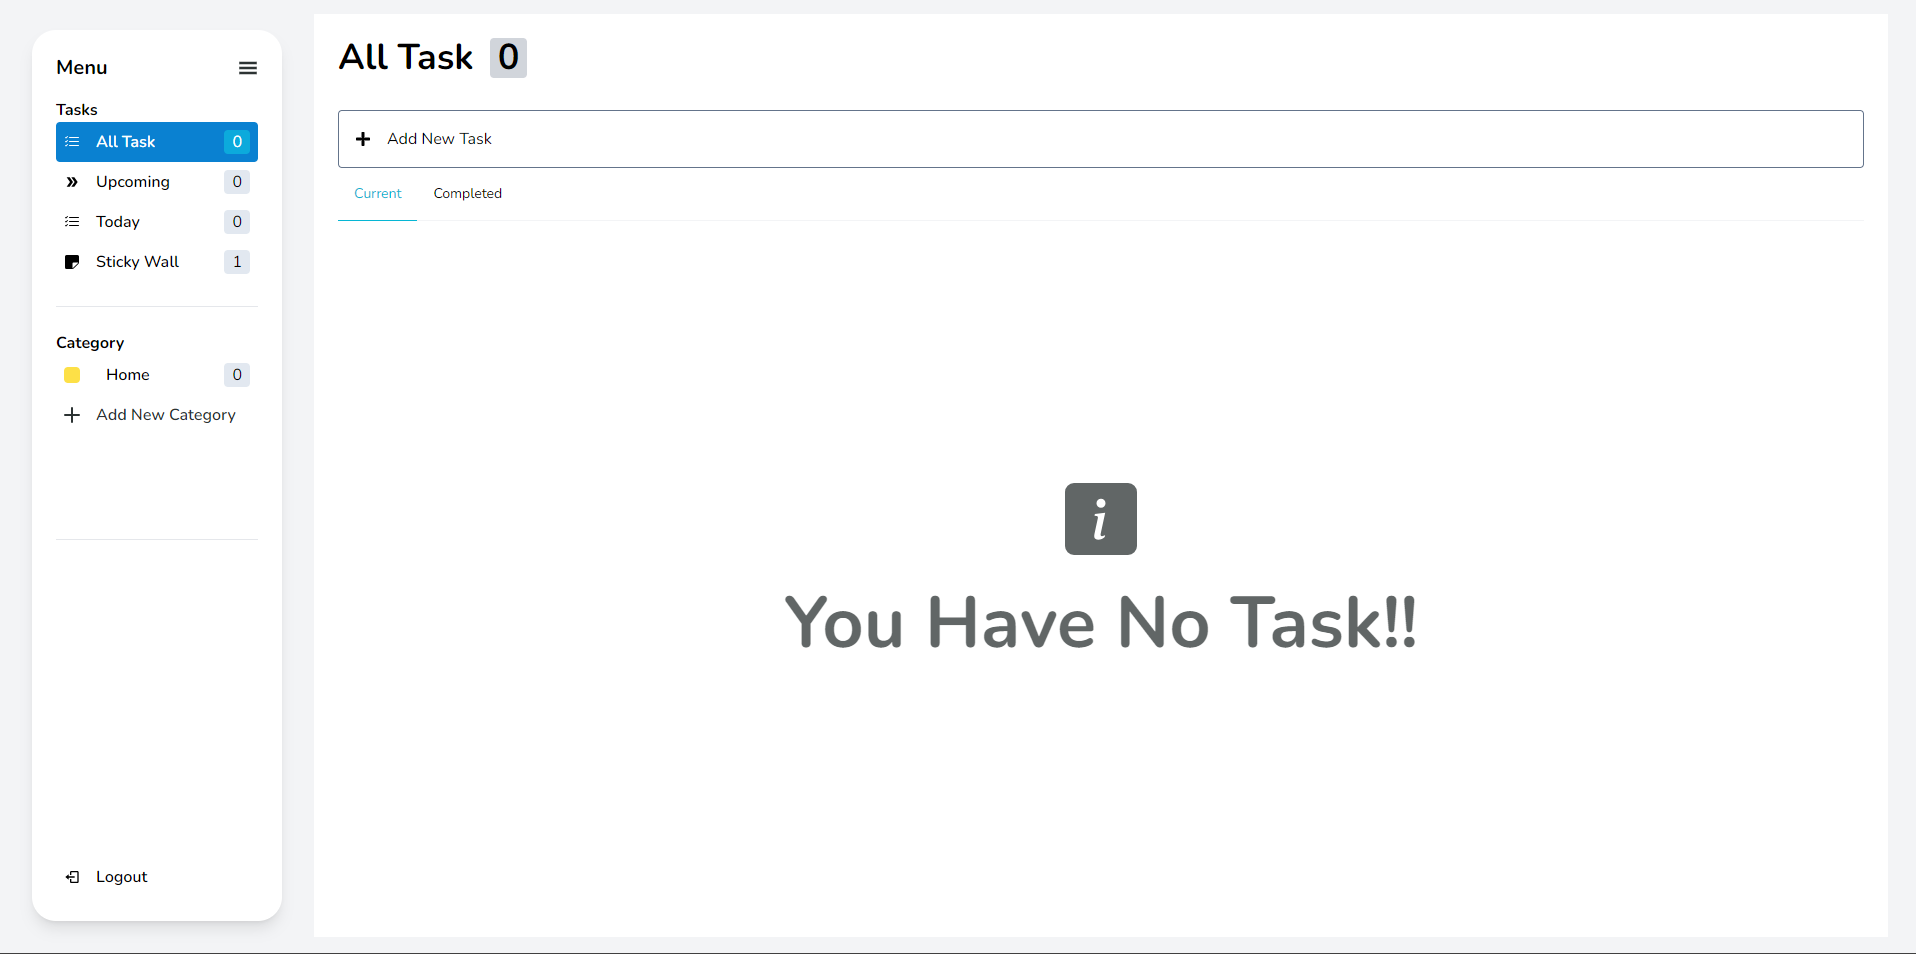 Menu
Tasks
All Task 0
Upcoming 0
Today 0
Sticky Wall 1
Category
Home 0
Add New Category
Logout
All Task 0
Add New Task
Current Completed
i
You Have No Task!!